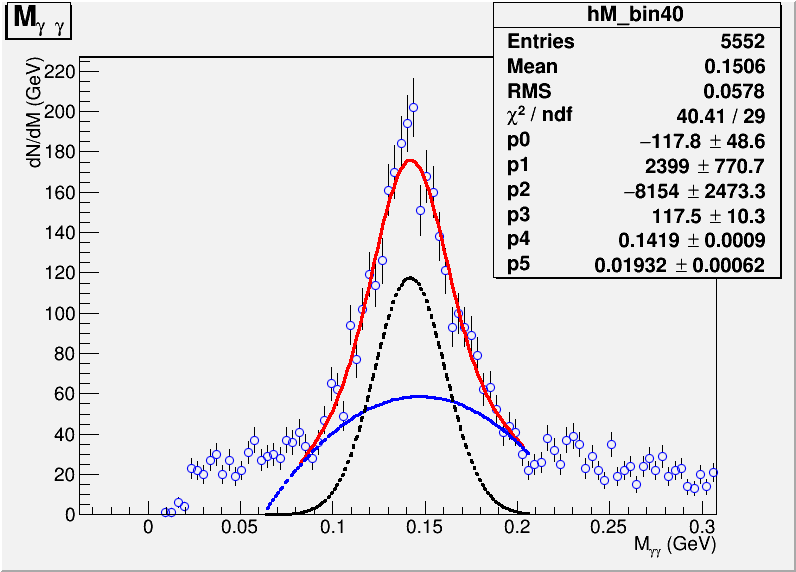 M γ γ
hM_bin40
Entries 5552
Mean 0.1506
RMS 0.0578
χ² / ndf 40.41 / 29
p0 −117.8 ± 48.6
p1 2399 ± 770.7
p2 −8154 ± 2473.3
p3 117.5 ± 10.3
p4 0.1419 ± 0.0009
p5 0.01932 ± 0.00062
dN/dM (GeV)
220
200
180
160
140
120
100
80
60
40
20
0
0 0.05 0.1 0.15 0.2 0.25 0.3
M γγ (GeV)